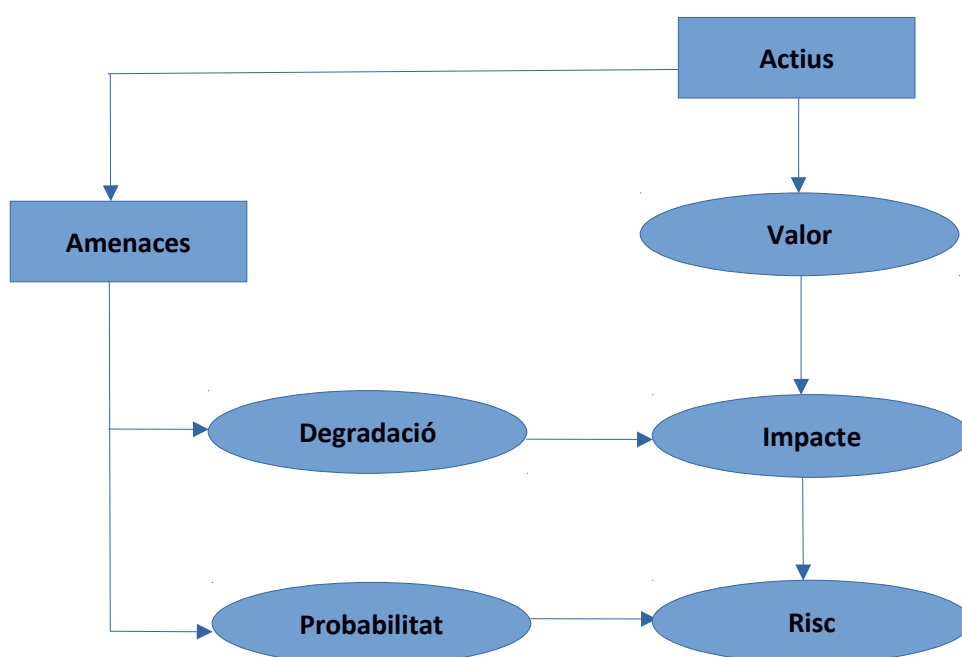 Actius
Amenaces
Valor
Degradació
Impacte
Probabilitat
Risc